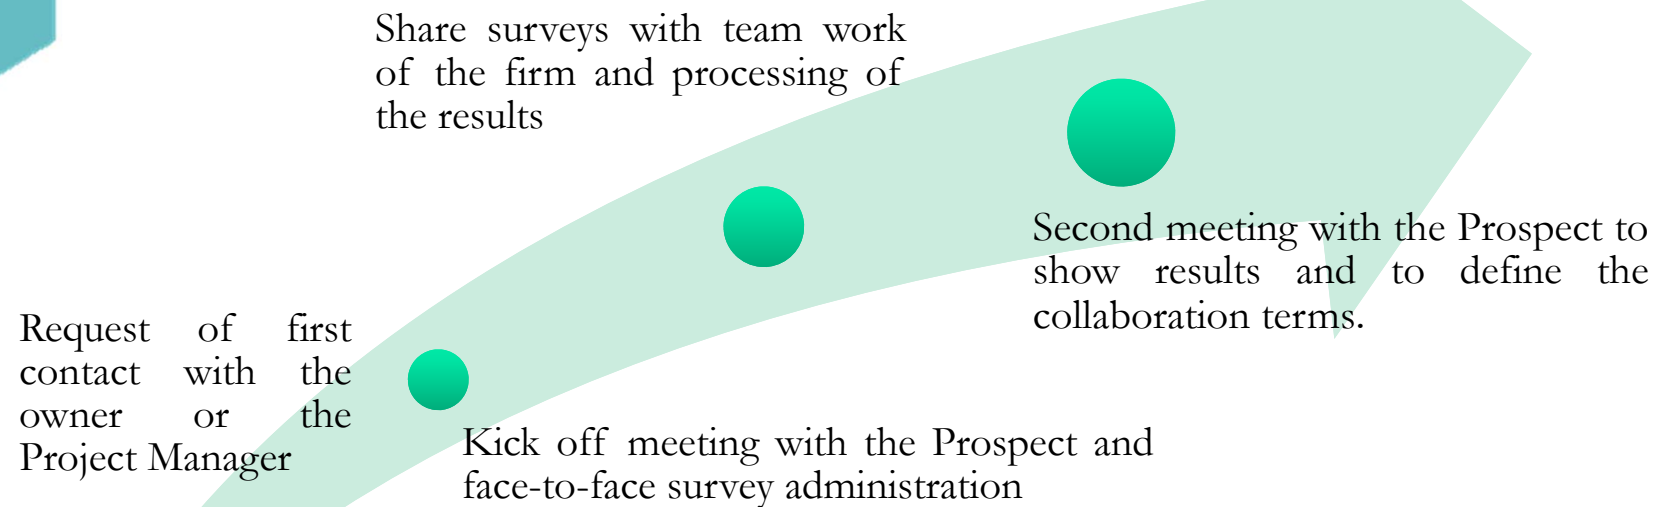 Share surveys with team work
of the firm and processing of
the results
Second meeting with the Prospect to
show results and to define the
collaboration terms.
Request of first
contact with the
owner or the
Project Manager
Kick off meeting with the Prospect and
face-to-face survey administration